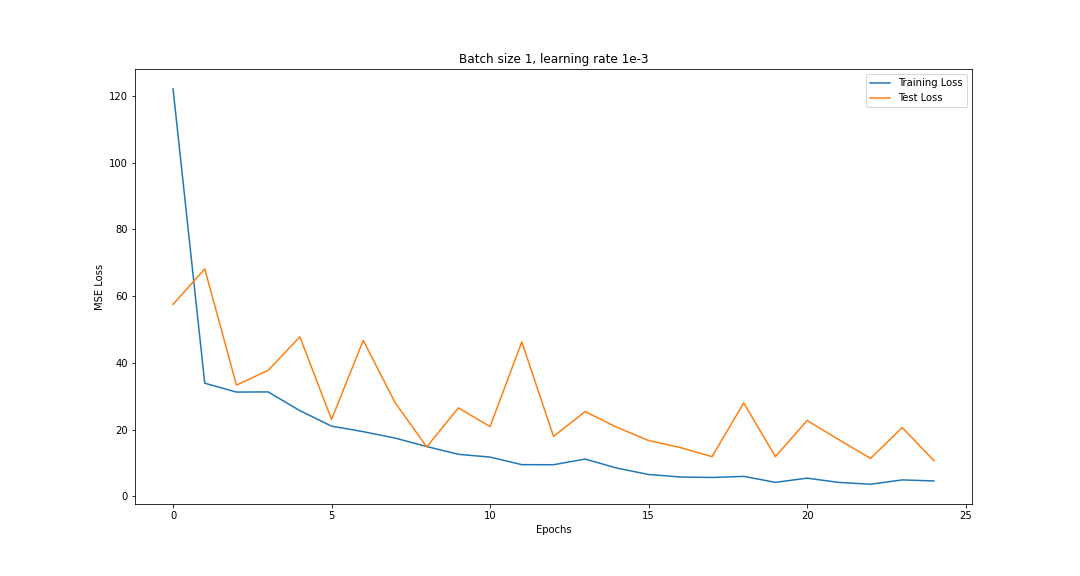 Batch size 1, learning rate 1e-3
Training Loss
Test Loss
120
100
80
60
40
20
0
MSE Loss
0 5 10 15 20 25
Epochs